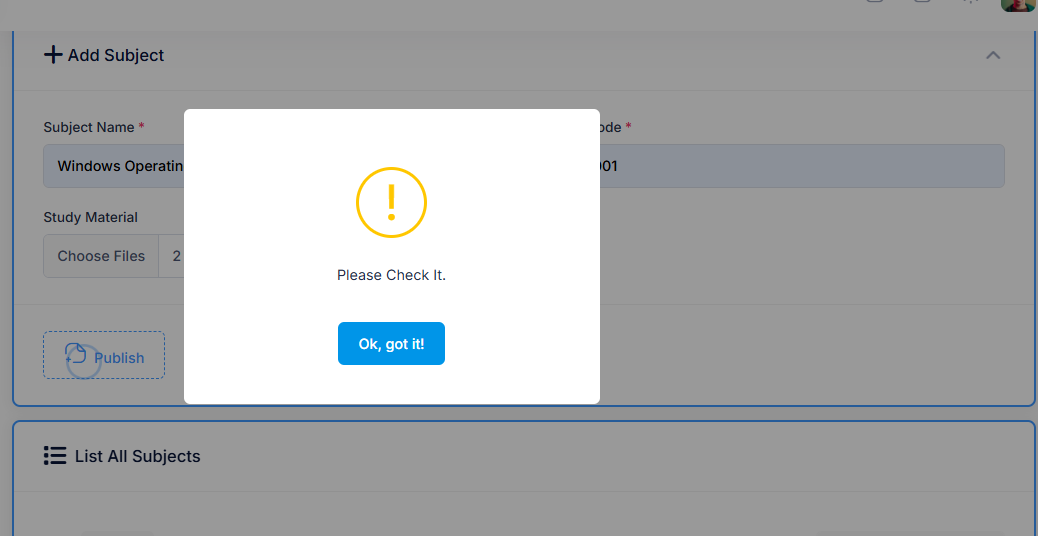 Add Subject
Subject Name *
ode *
Windows Operatin
001
Study Material
Choose Files 2
Please Check It.
Ok, got it!
Publish
List All Subjects